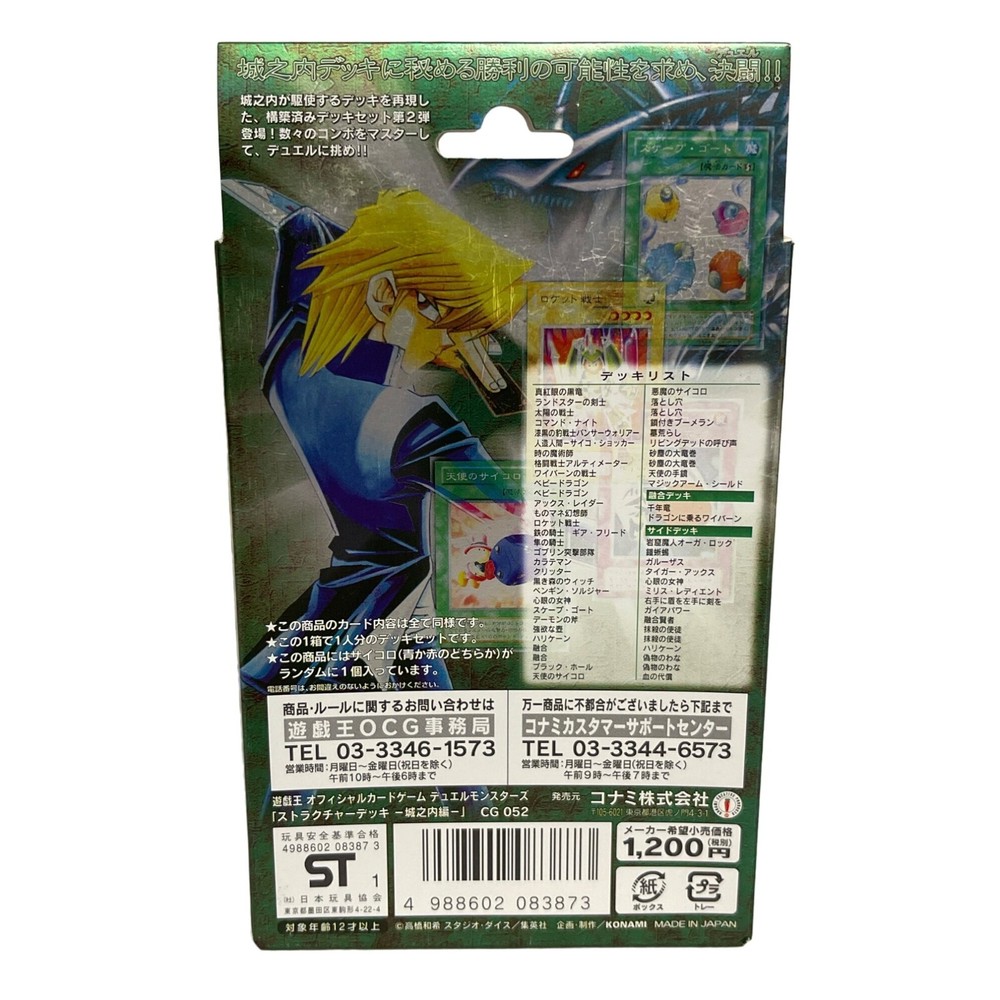 デュエル
城之内デッキに秘める勝利の可能性を求め、決闘!!
城之内が駆使するデッキを再現し
た、構築済みデッキセット第2弾
登場!数々のコンボをマスターし
て、デュエルに挑め!!
スケープ・ゴート 魔
ロケット戦士
天使のサイコロ
デッキリスト
真紅眼の黒竜
ランドスターの剣士
太陽の戦士
コマンド・ナイト
漆黒の豹戦士パンサーウォリアー
人造人間-サイコ・ショッカー
時の魔術師
格闘戦士アルティメーター
ワイバーンの戦士
ベビードラゴン
ベビードラゴン
アックス・レイダー
ものマネ幻想師
ロケット戦士
鉄の騎士 ギア・フリード
隼の騎士
ゴブリン突撃部隊
カラテマン
クリッター
黒き森のウィッチ
ペンギン・ソルジャー
心眼の女神
スケープ・ゴート
デーモンの斧
強欲な壺
ハリケーン
融合
融合
ブラック・ホール
天使のサイコロ
悪魔のサイコロ
落とし穴
落とし穴
鎖付きブーメラン
墓荒らし
リビングデッドの呼び声
砂塵の大竜巻
砂塵の大竜巻
天使の手鏡
マジックアーム・シールド
融合デッキ
千年竜
ドラゴンに乗るワイバーン
サイドデッキ
岩窟魔人オーガ・ロック
鎧蜥蜴
ガルーザス
タイガー・アックス
心眼の女神
ミリス・レディエント
右手に盾を左手に剣を
ガイアパワー
融合賢者
抹殺の使徒
抹殺の使徒
ハリケーン
偽物のわな
偽物のわな
血の代償
★この商品のカード内容は全て同様です。
★この1箱で1人分のデッキセットです。
★この商品にはサイコロ(青か赤のどちらか)が
ランダムに1個入っています。
電話番号は、お間違えのないようにおかけください。
商品・ルールに関するお問い合わせは
遊戯王OCG事務局
TEL 03-3346-1573
営業時間:月曜日〜金曜日(祝日を除く)
午前10時〜午後6時まで
万一商品に不都合がございましたら下記まで
コナミカスタマーサポートセンター
TEL 03-3344-6573
営業時間:月曜日〜金曜日(祝日を除く)
午前9時〜午後7時まで
遊戯王 オフィシャルカードゲーム デュエルモンスターズ
「ストラクチャーデッキ -城之内編-」 CG 052
発売元 コナミ株式会社
〒105-6021 東京都港区虎ノ門4-3-1
玩具安全基準合格
4988602 08387 3
ST 1
(社)日本玩具協会
東京都墨田区東駒形4-22-4
対象年齢12才以上
4 988602 083873
メーカー希望小売価格
1,200円(税別)
紙
ボックス
プラ
トレー
©高橋和希 スタジオ・ダイス/集英社 企画・制作/KONAMI MADE IN JAPAN